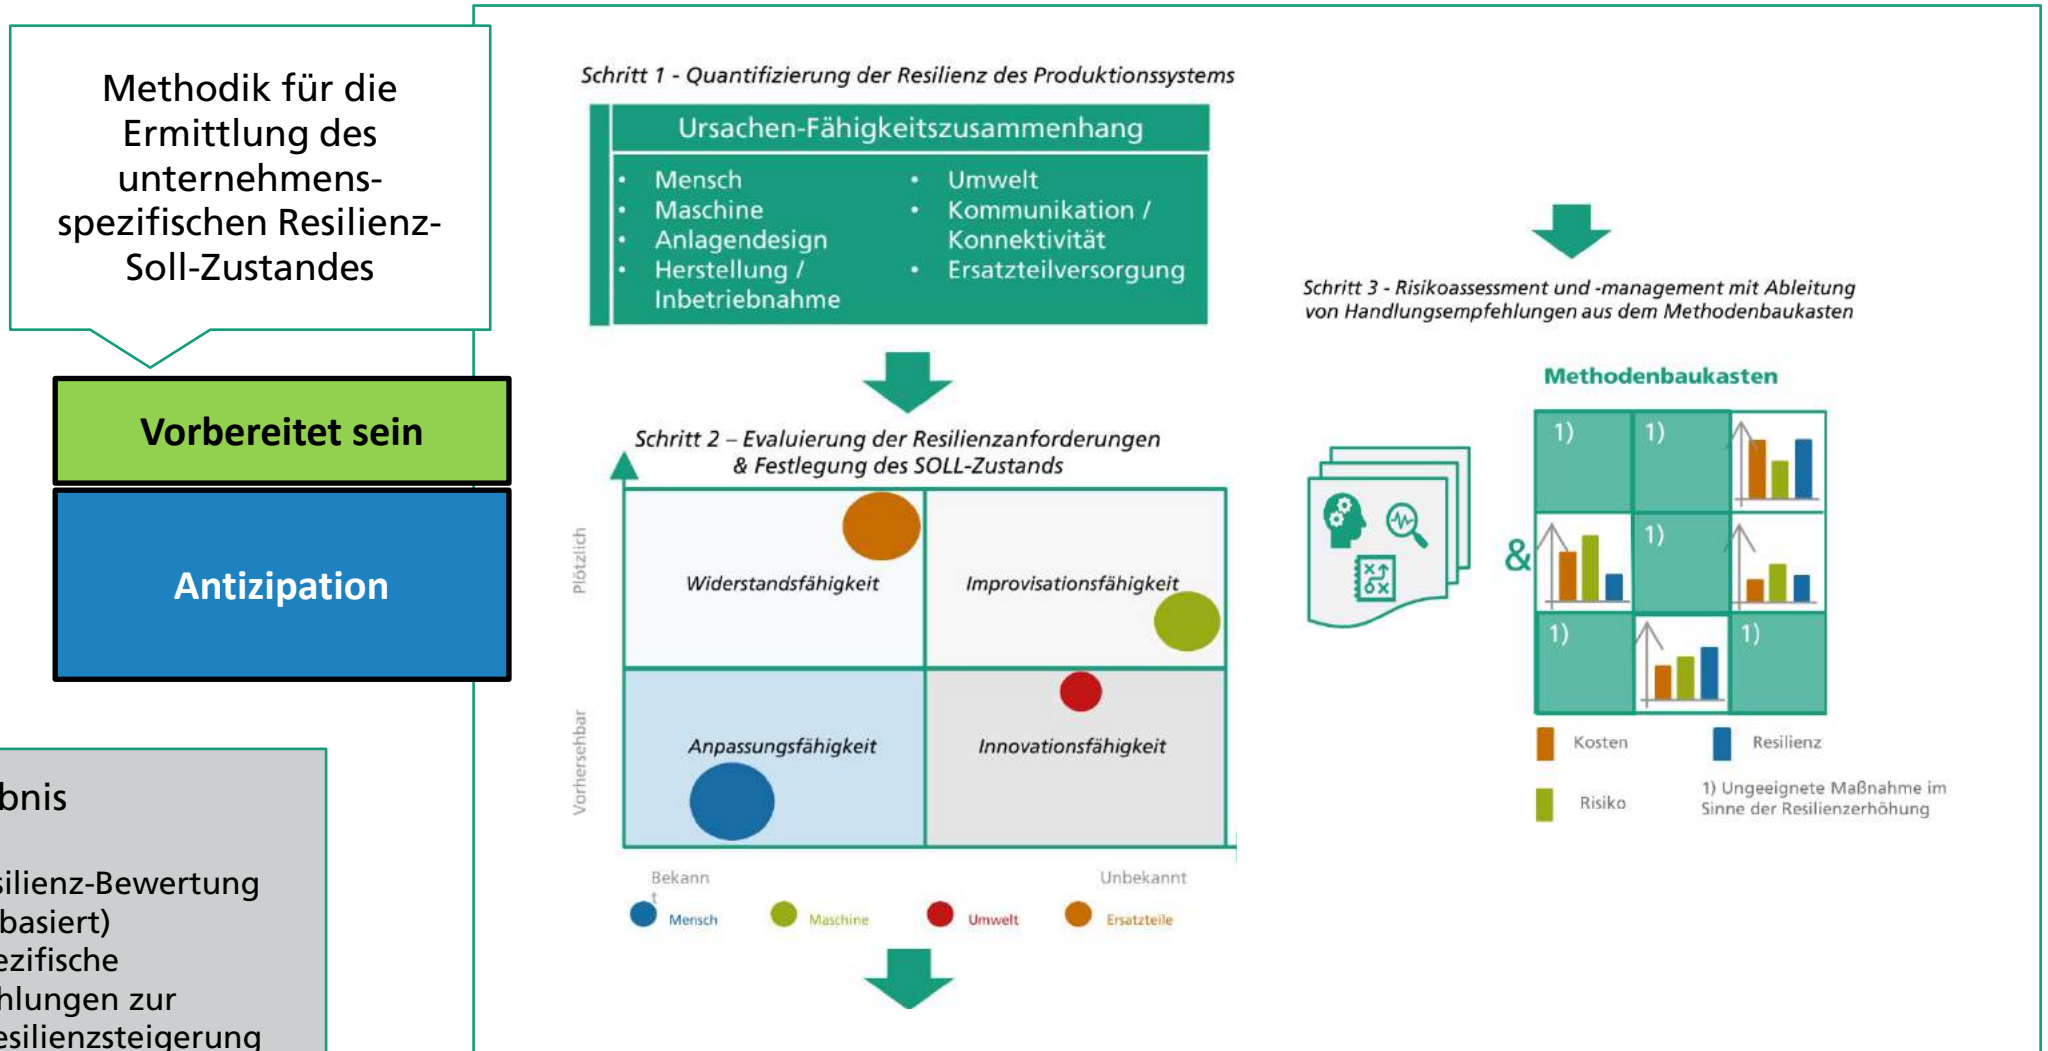 Methodik für die
Ermittlung des
unternehmens-
spezifischen Resilienz-
Soll-Zustandes
Vorbereitet sein
Antizipation
bnis
silienz-Bewertung
basiert)
ezifische
hlungen zur
esilienzsteigerung
Schritt 1 - Quantifizierung der Resilienz des Produktionssystems
Ursachen-Fähigkeitszusammenhang
• Mensch
• Maschine
• Anlagendesign
• Herstellung /
Inbetriebnahme
• Umwelt
• Kommunikation /
Konnektivität
• Ersatzteilversorgung
Schritt 2 – Evaluierung der Resilienzanforderungen
& Festlegung des SOLL-Zustands
Plötzlich
Vorhersehbar
Widerstandsfähigkeit
Improvisationsfähigkeit
Anpassungsfähigkeit
Innovationsfähigkeit
Bekann
t
Unbekannt
Mensch
Maschine
Umwelt
Ersatzteile
Schritt 3 - Risikoassessment und -management mit Ableitung
von Handlungsempfehlungen aus dem Methodenbaukasten
Methodenbaukasten
&
1)
1)
1)
1)
1)
Kosten
Resilienz
Risiko
1) Ungeeignete Maßnahme im
Sinne der Resilienzerhöhung